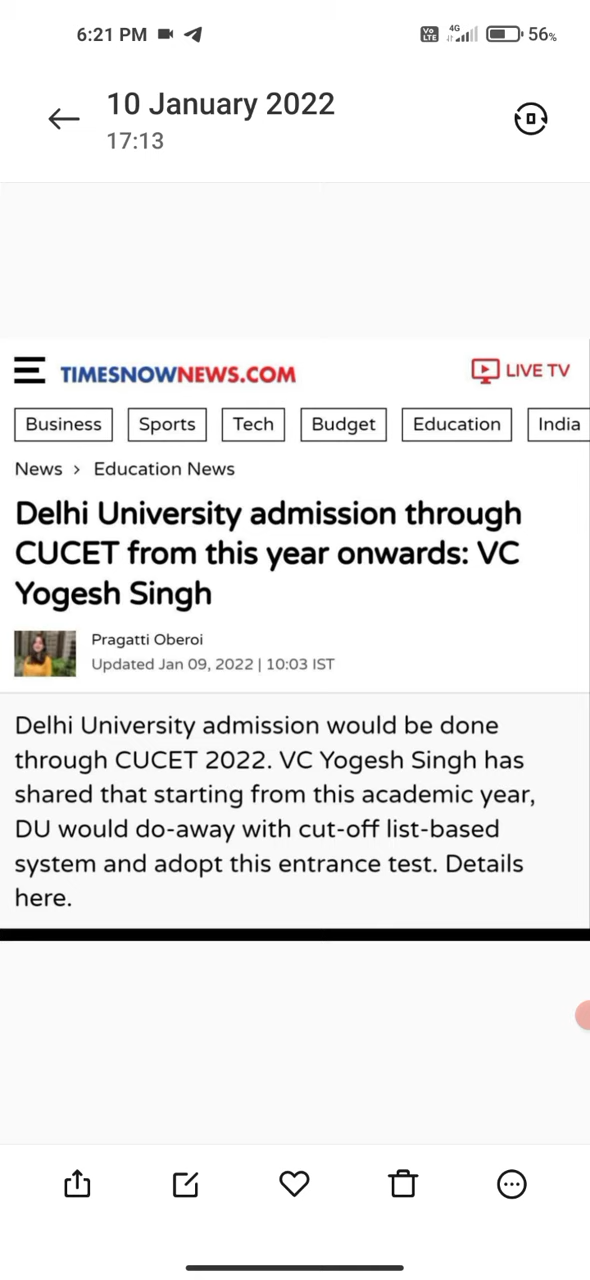 6:21 PM
Vo LTE 4G 56%
10 January 2022
17:13
TIMESNOWNEWS.COM LIVE TV
Business Sports Tech Budget Education India
News > Education News
Delhi University admission through
CUCET from this year onwards: VC
Yogesh Singh
Pragatti Oberoi
Updated Jan 09, 2022 | 10:03 IST
Delhi University admission would be done
through CUCET 2022. VC Yogesh Singh has
shared that starting from this academic year,
DU would do-away with cut-off list-based
system and adopt this entrance test. Details
here.